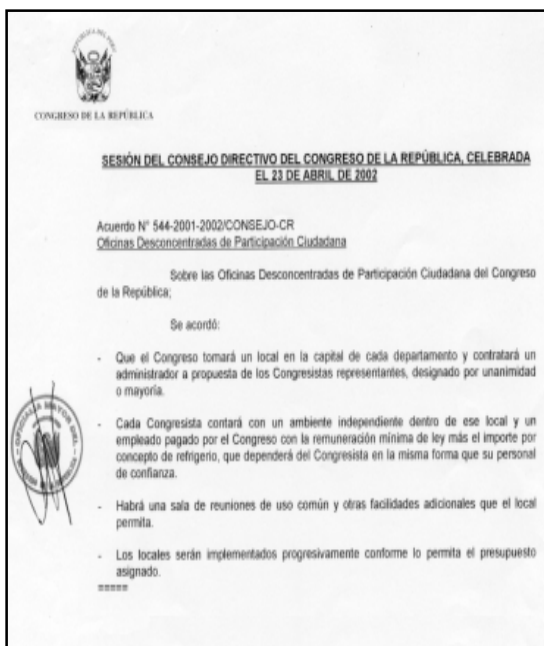 CONGRESO DE LA REPÚBLICA
SESIÓN DEL CONSEJO DIRECTIVO DEL CONGRESO DE LA REPÚBLICA, CELEBRADA
EL 23 DE ABRIL DE 2002
Acuerdo N° 544-2001-2002/CONSEJO-CR
Oficinas Desconcentradas de Participación Ciudadana
Sobre las Oficinas Desconcentradas de Participación Ciudadana del Congreso
de la República;
Se acordó:
- Que el Congreso tomará un local en la capital de cada departamento y contratará un
administrador a propuesta de los Congresistas representantes, designado por unanimidad
o mayoría.
- Cada Congresista contará con un ambiente independiente dentro de ese local y un
empleado pagado por el Congreso con la remuneración mínima de ley más el importe por
concepto de refrigerio, que dependerá del Congresista en la misma forma que su personal
de confianza.
- Habrá una sala de reuniones de uso común y otras facilidades adicionales que el local
permita.
- Los locales serán implementados progresivamente conforme lo permita el presupuesto
asignado.
=====
OFICIALIA MAYOR DEL